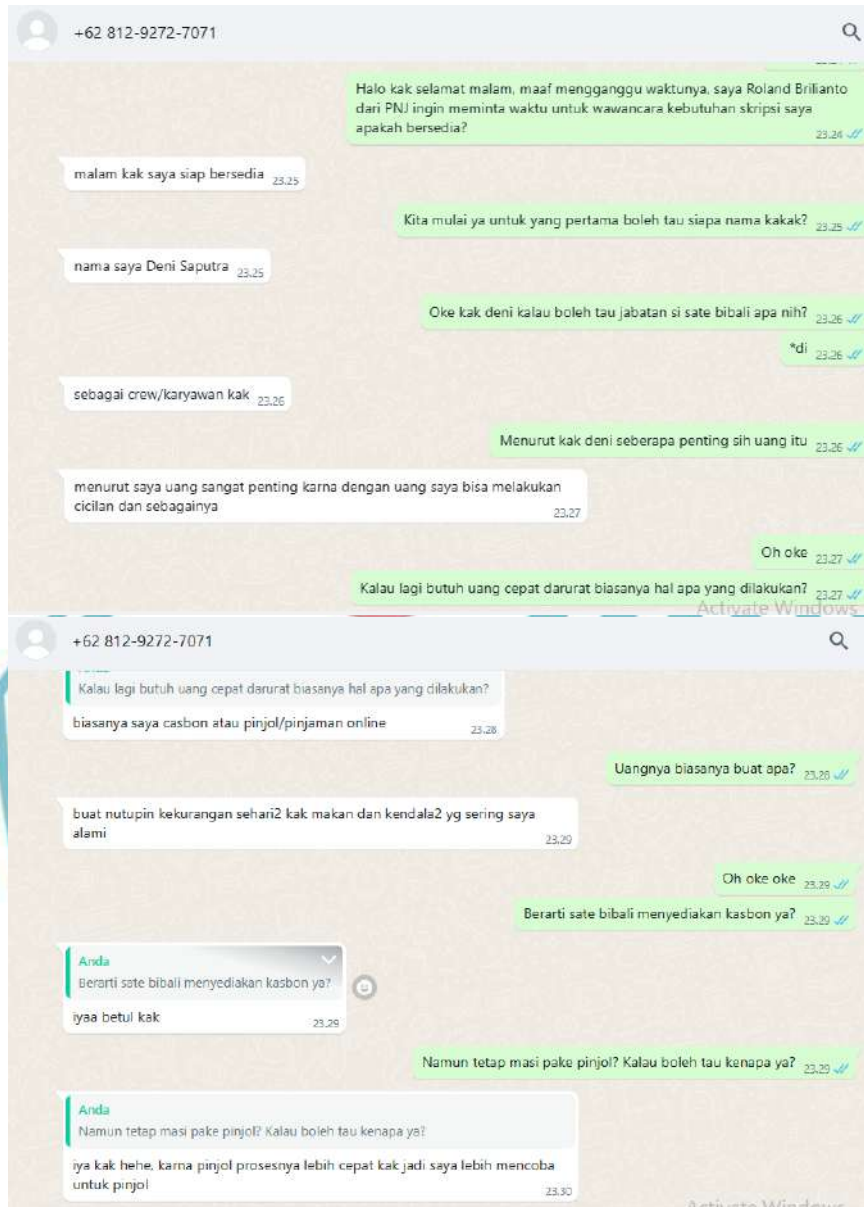 +62 812-9272-7071
Halo kak selamat malam, maaf mengganggu waktunya, saya Roland Brilianto
dari PNJ ingin meminta waktu untuk wawancara kebutuhan skripsi saya
apakah bersedia?
23.24
malam kak saya siap bersedia 23.25
Kita mulai ya untuk yang pertama boleh tau siapa nama kakak? 23.25
nama saya Deni Saputra 23.25
Oke kak deni kalau boleh tau jabatan si sate bibali apa nih? 23.26
*di 23.26
sebagai crew/karyawan kak 23.26
Menurut kak deni seberapa penting sih uang itu 23.26
menurut saya uang sangat penting karna dengan uang saya bisa melakukan
cicilan dan sebagainya
23.27
Oh oke 23.27
Kalau lagi butuh uang cepat darurat biasanya hal apa yang dilakukan? 23.27
Activate Windows
+62 812-9272-7071
Kalau lagi butuh uang cepat darurat biasanya hal apa yang dilakukan?
biasanya saya casbon atau pinjol/pinjaman online 23.28
Uangnya biasanya buat apa? 23.28
buat nutupin kekurangan sehari2 kak makan dan kendala2 yg sering saya
alami
23.29
Oh oke oke 23.29
Berarti sate bibali menyediakan kasbon ya? 23.29
Anda
Berarti sate bibali menyediakan kasbon ya?
iyaa betul kak 23.29
Namun tetap masi pake pinjol? Kalau boleh tau kenapa ya? 23.29
Anda
Namun tetap masi pake pinjol? Kalau boleh tau kenapa ya?
iya kak hehe, karna pinjol prosesnya lebih cepat kak jadi saya lebih mencoba
untuk pinjol
23.30